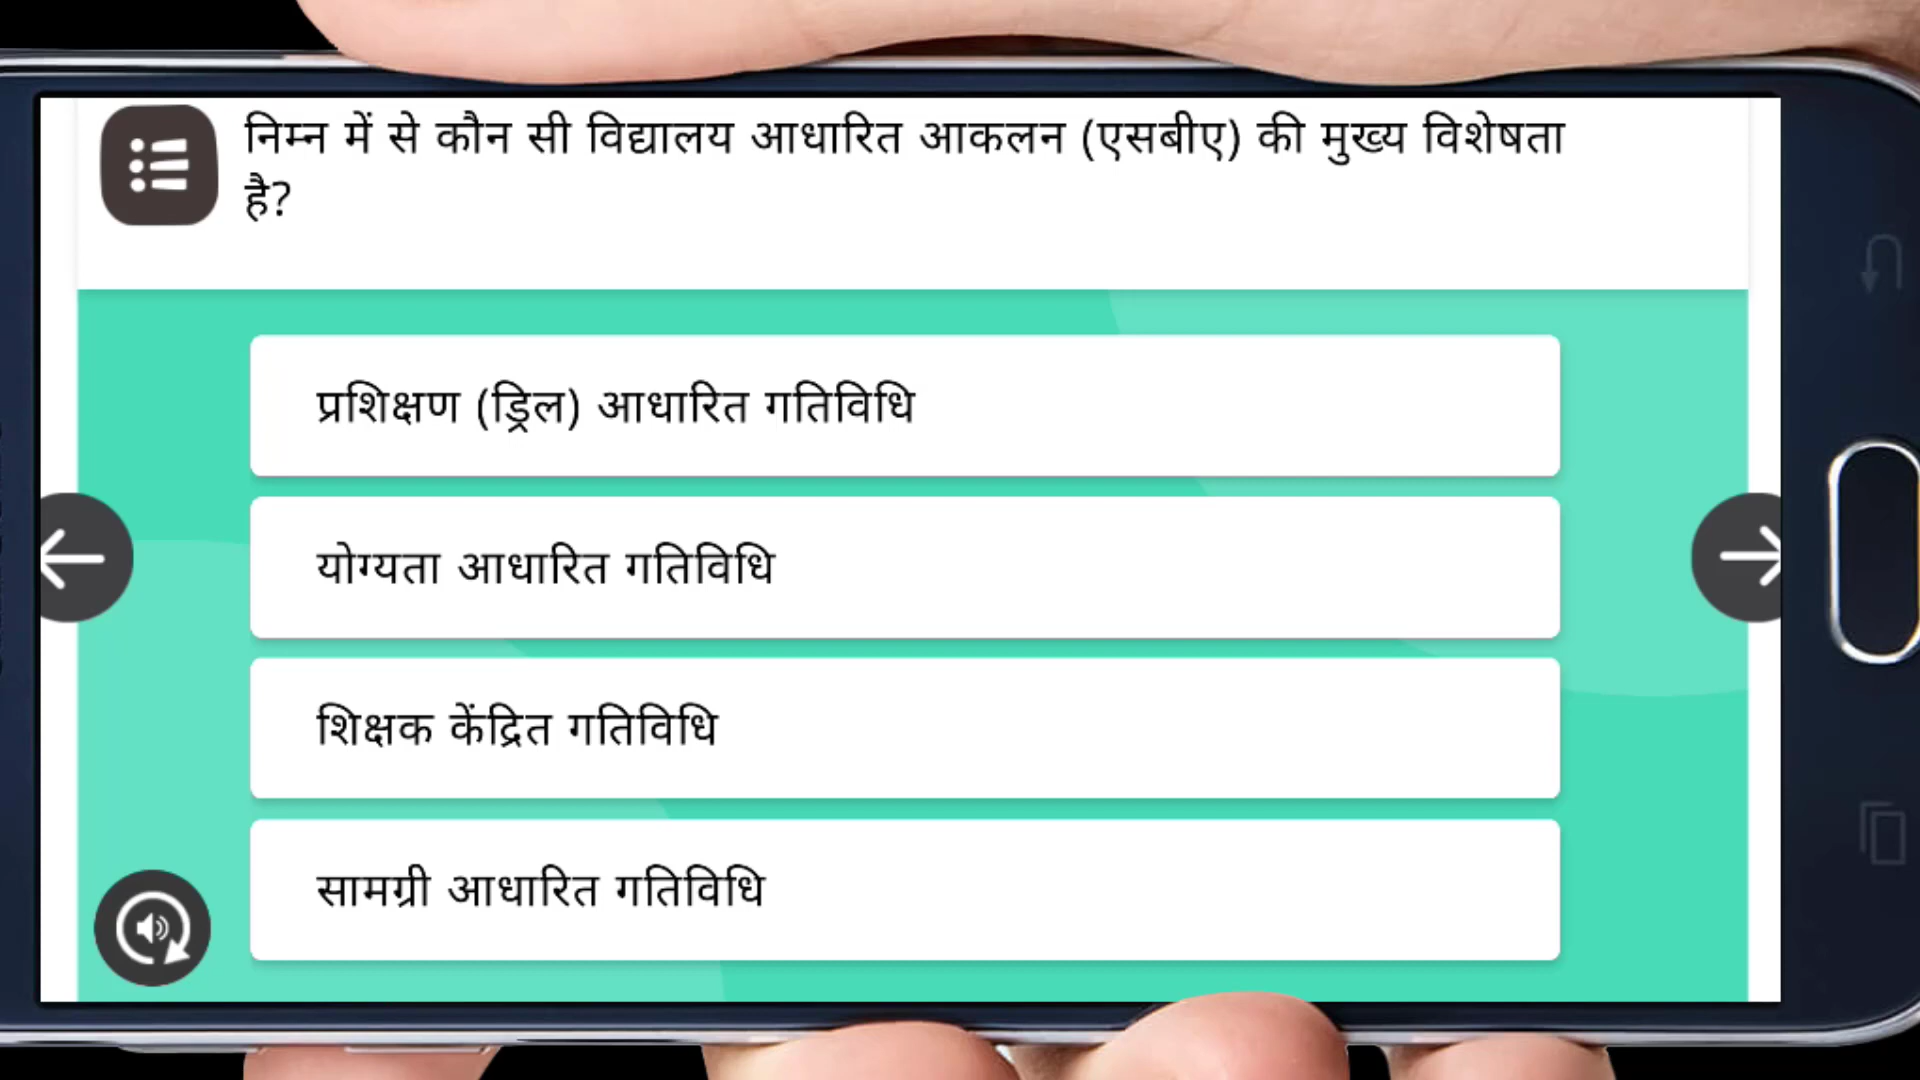 निम्न में से कौन सी विद्यालय आधारित आकलन (एसबीए) की मुख्य विशेषता
है?
प्रशिक्षण (ड्रिल) आधारित गतिविधि
योग्यता आधारित गतिविधि
शिक्षक केंद्रित गतिविधि
सामग्री आधारित गतिविधि